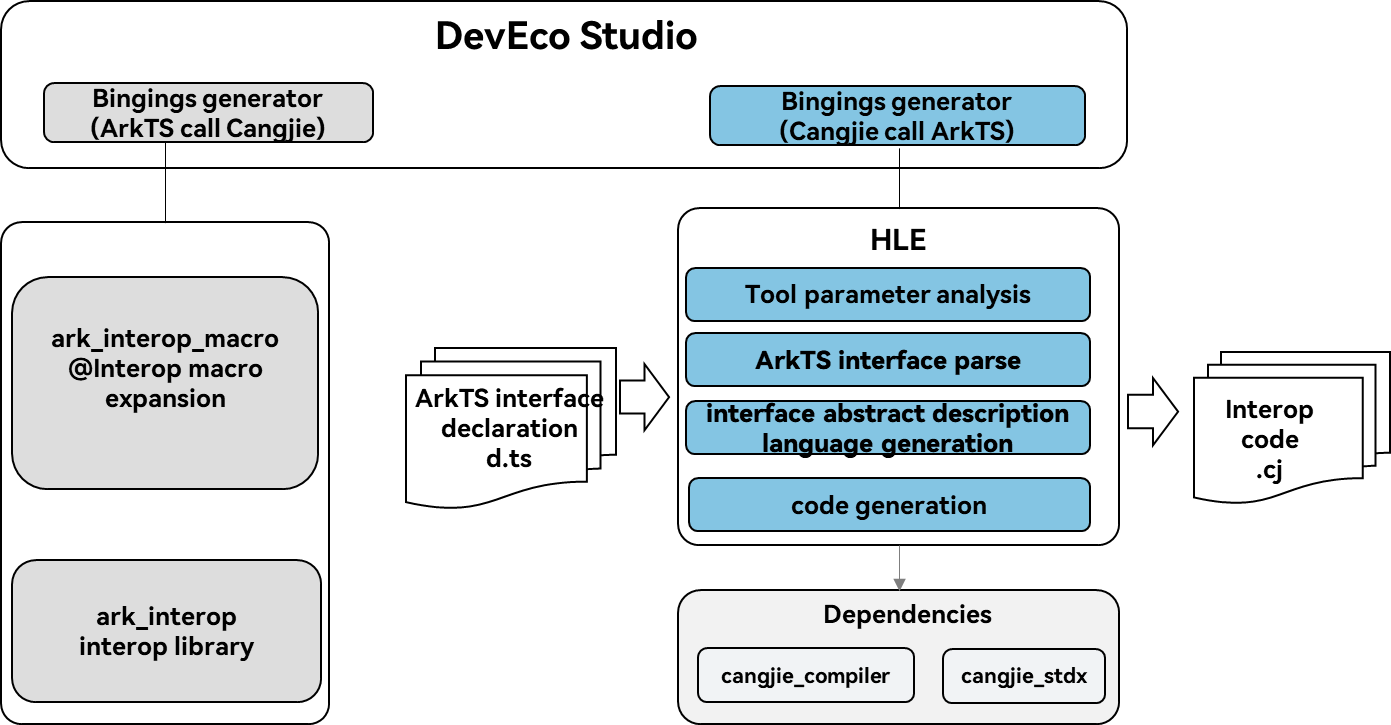 DevEco Studio
Bingings generator
(ArkTS call Cangjie)
Bingings generator
(Cangjie call ArkTS)
ark_interop_macro
@Interop macro
expansion
ark_interop
interop library
ArkTS interface
declaration
d.ts
HLE
Tool parameter analysis
ArkTS interface parse
interface abstract description
language generation
code generation
Interop
code
.cj
Dependencies
cangjie_compiler
cangjie_stdx